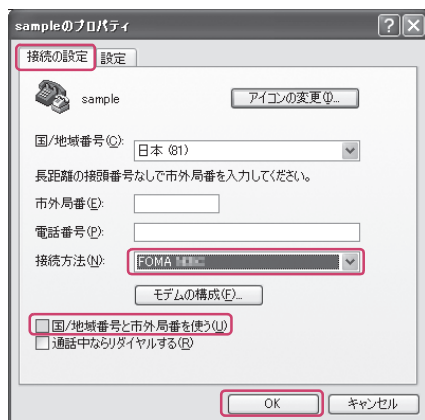 sampleのプロパティ
接続の設定 設定
sample
アイコンの変更(I)...
国/地域番号(C):
日本 (81)
長距離の接頭番号なしで市外局番を入力してください。
市外局番(E):
電話番号(P):
接続方法(N):
FOMA
モデムの構成(F)...
国/地域番号と市外局番を使う(U)
通話中ならリダイヤルする(R)
OK キャンセル